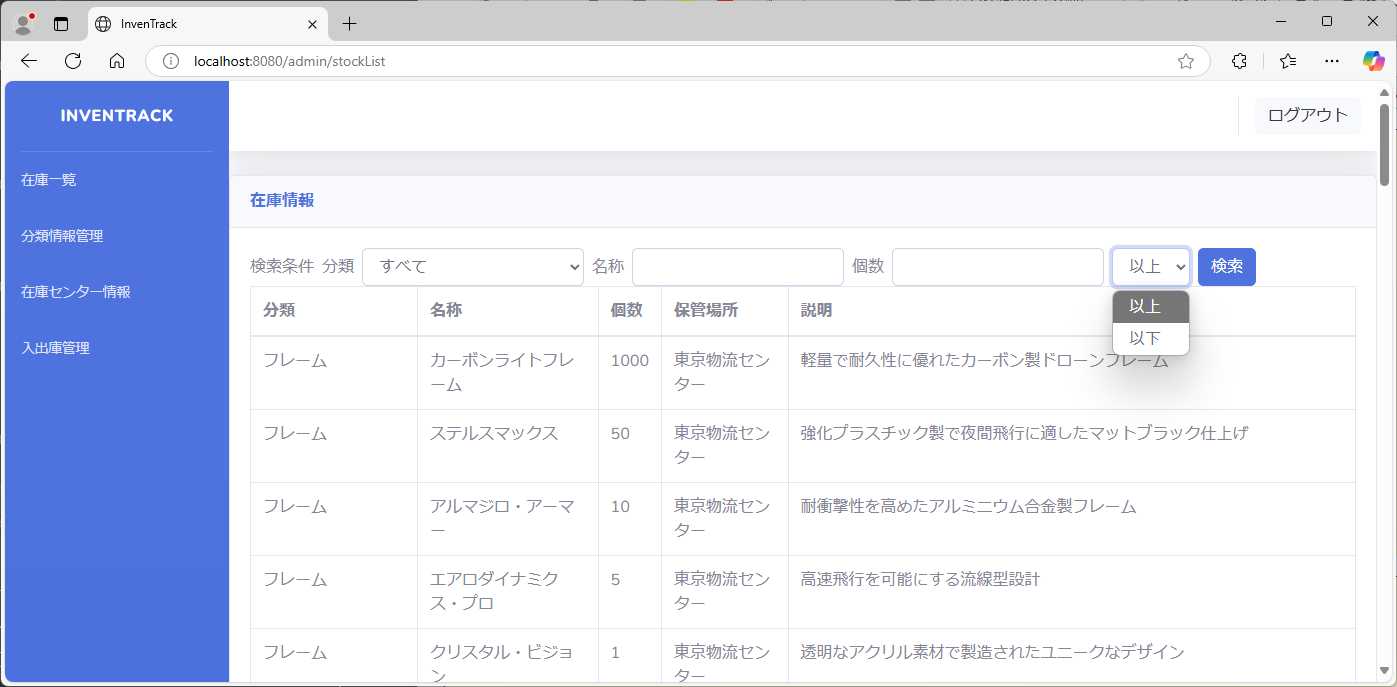 InvenTrack
localhost:8080/admin/stockList
INVENTRACK
ログアウト
在庫一覧
分類情報管理
在庫センター情報
入出庫管理
在庫情報
検索条件 分類 すべて 名称 個数 以上 検索
以上
以下
分類 名称 個数 保管場所 説明
フレーム カーボンライトフレ 1000 東京物流セン 軽量で耐久性に優れたカーボン製ドローンフレーム
ーム ター
フレーム ステルスマックス 50 東京物流セン 強化プラスチック製で夜間飛行に適したマットブラック仕上げ
ター
フレーム アルマジロ・アーマ 10 東京物流セン 耐衝撃性を高めたアルミニウム合金製フレーム
ー ター
フレーム エアロダイナミク 5 東京物流セン 高速飛行を可能にする流線型設計
ス・プロ ター
フレーム クリスタル・ビジョ 1 東京物流セン 透明なアクリル素材で製造されたユニークなデザイン
ン ター